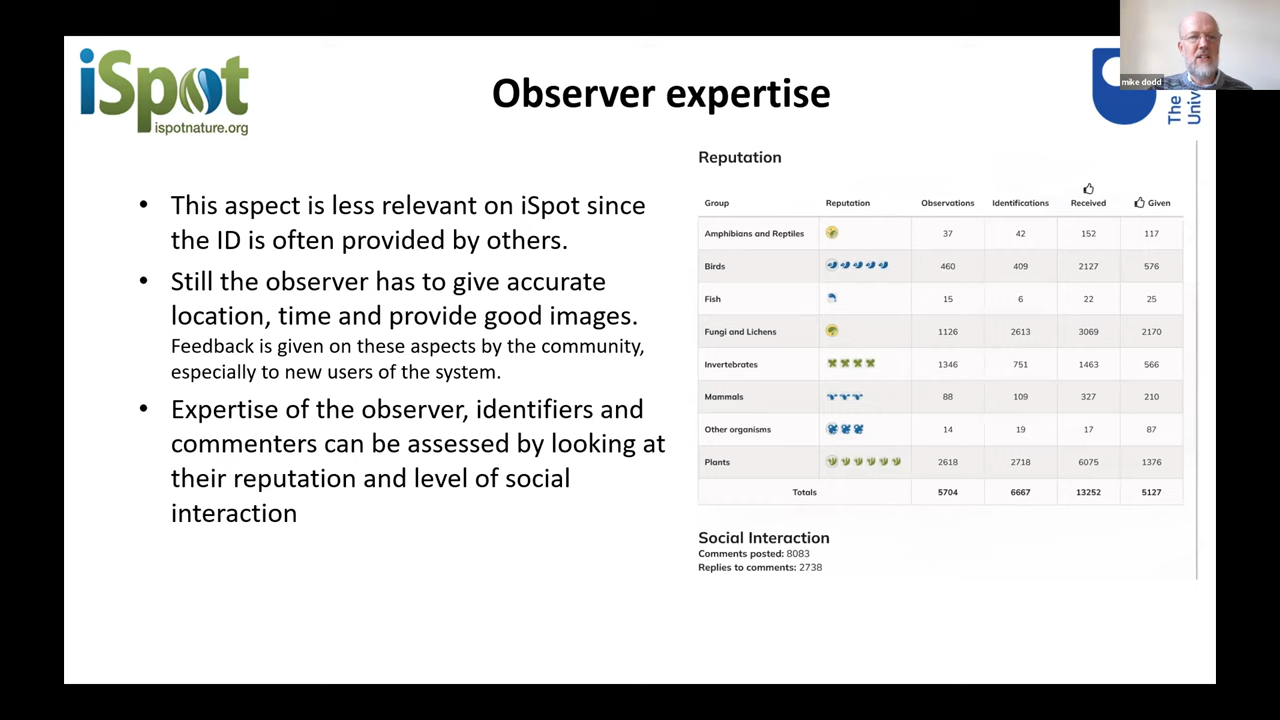 iSpot
ispotnature.org
Observer expertise
mike dodd
The
Univ
• This aspect is less relevant on iSpot since
the ID is often provided by others.
• Still the observer has to give accurate
location, time and provide good images.
Feedback is given on these aspects by the community,
especially to new users of the system.
• Expertise of the observer, identifiers and
commenters can be assessed by looking at
their reputation and level of social
interaction
Reputation
Group Reputation Observations Identifications Received Given
Amphibians and Reptiles 37 42 152 117
Birds 460 409 2127 576
Fish 15 6 22 25
Fungi and Lichens 1126 2613 3069 2170
Invertebrates 1346 751 1463 566
Mammals 88 109 327 210
Other organisms 14 19 17 87
Plants 2618 2718 6075 1376
Totals 5704 6667 13252 5127
Social Interaction
Comments posted: 8083
Replies to comments: 2738